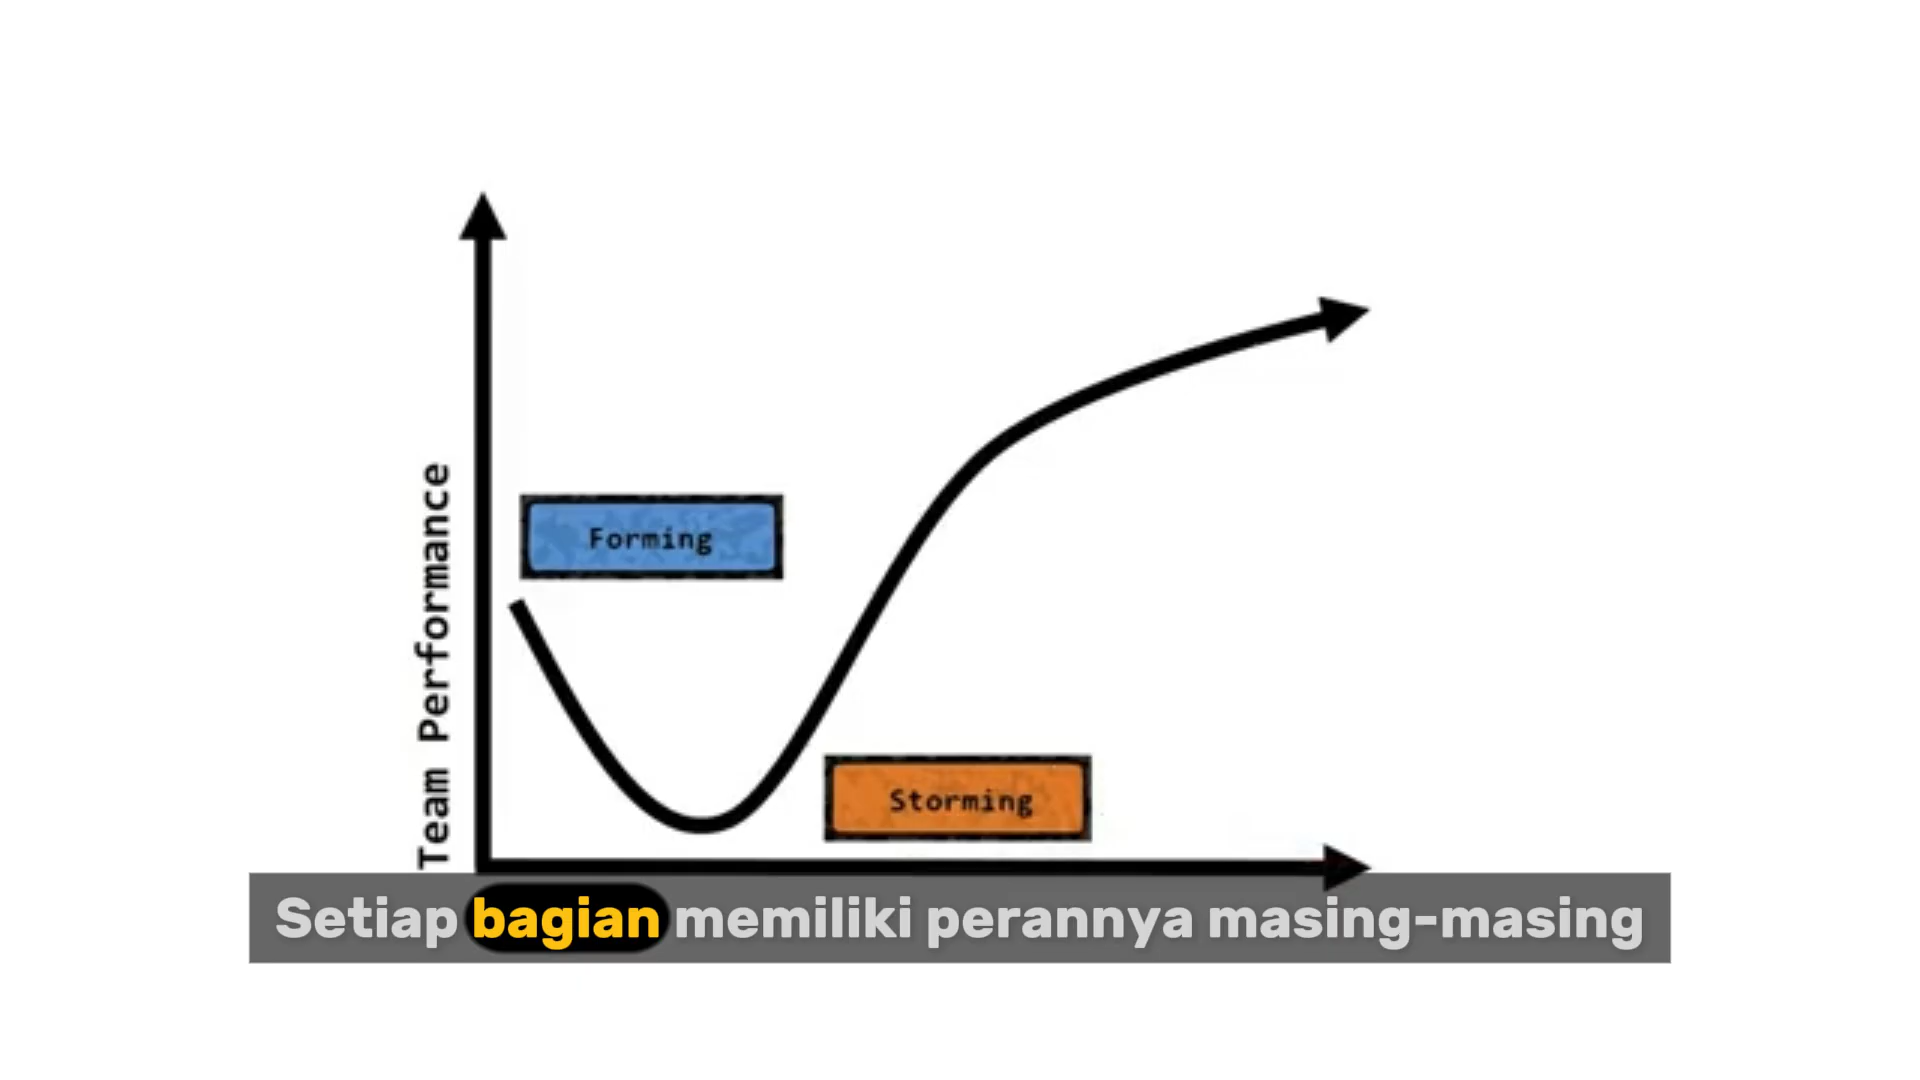 Team Performance
Forming
Storming
Setiap bagian memiliki perannya masing-masing